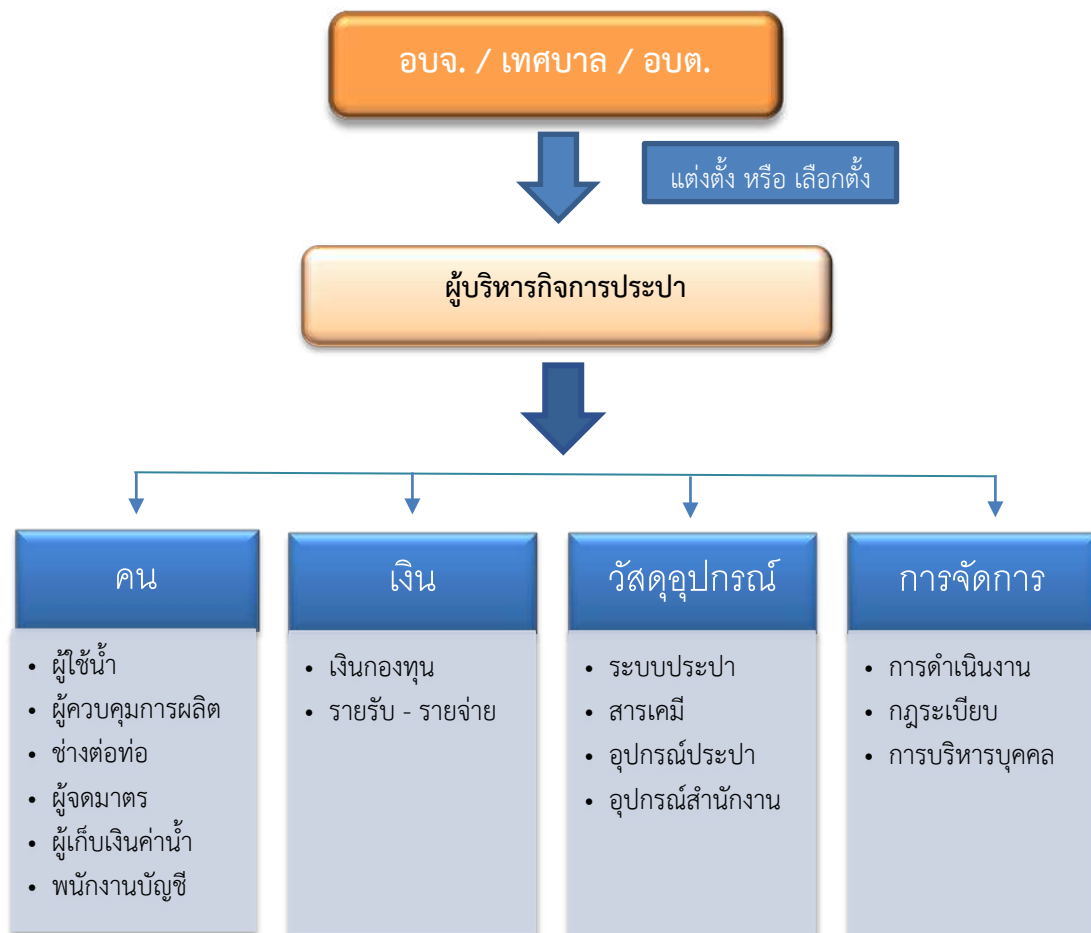 อบจ. / เทศบาล / อบต.
แต่งตั้ง หรือ เลือกตั้ง
ผู้บริหารกิจการประปา
คน
• ผู้ใช้น้ำ
• ผู้ควบคุมการผลิต
• ช่างต่อท่อ
• ผู้จดมาตร
• ผู้เก็บเงินค่าน้ำ
• พนักงานบัญชี
เงิน
• เงินกองทุน
• รายรับ - รายจ่าย
วัสดุอุปกรณ์
• ระบบประปา
• สารเคมี
• อุปกรณ์ประปา
• อุปกรณ์สำนักงาน
การจัดการ
• การดำเนินงาน
• กฎระเบียบ
• การบริหารบุคคล